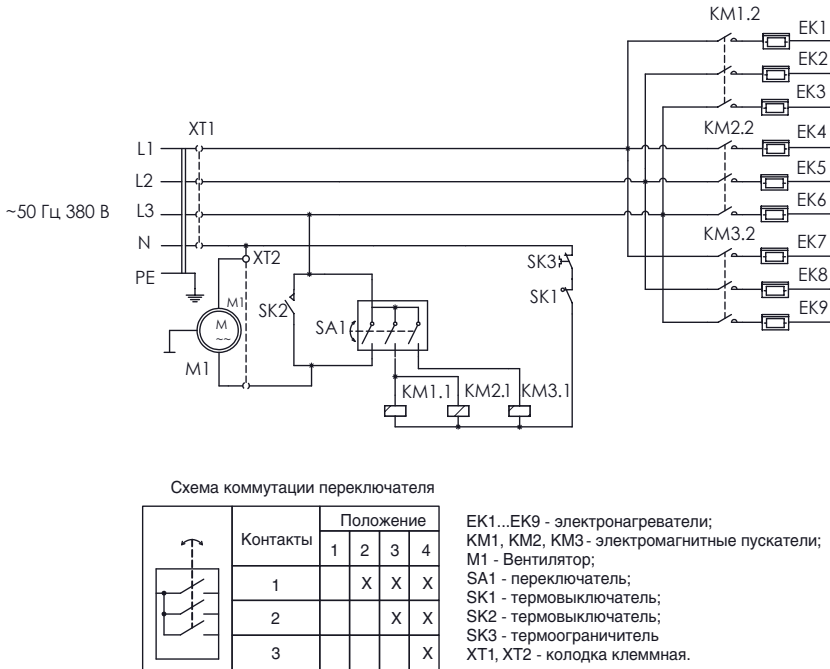 KM1.2
EK1
EK2
EK3
XT1
KM2.2
EK4
L1
EK5
L2
EK6
~50 Гц 380 В
L3
KM3.2
EK7
N
XT2
SK3
EK8
PE
M1
SK2
SK1
EK9
M
~~
SA1
M1
KM1.1
KM2.1
KM3.1
Схема коммутации переключателя
Контакты
Положение
1 2 3 4
1 X X X
2 X X
3 X
EK1...EK9 - электронагреватели;
KM1, KM2, KM3 - электромагнитные пускатели;
M1 - Вентилятор;
SA1 - переключатель;
SK1 - термовыключатель;
SK2 - термовыключатель;
SK3 - термоограничитель
XT1, XT2 - колодка клеммная.